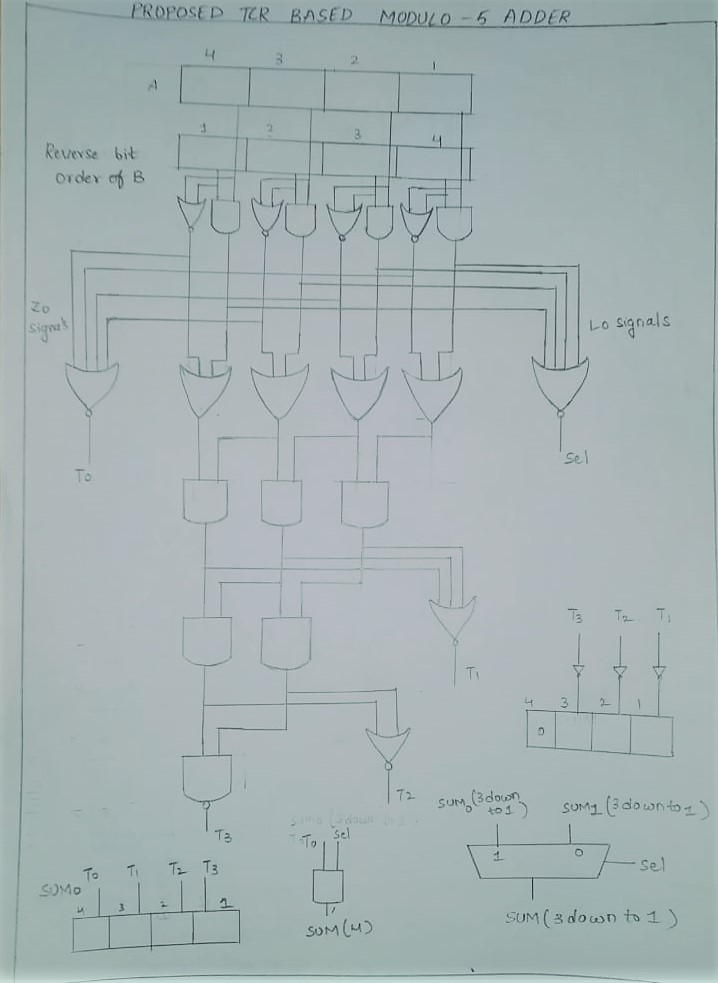 PROPOSED TCR BASED MODULO - 5 ADDER
4 3 2 1
A
1 2 3 4
Reverse bit
order of B
Zo
signals
Lo signals
To
Sel
T1
T3 T2 T1
4 3 2 1
0
T2
T3
SUM0 (3 down
to 1)
SUM1 (3 down to 1)
1 0
Sel
SUM (3 down to 1)
To Sel
SUM(4)
SUM0
To T1 T2 T3
4 3 2 1